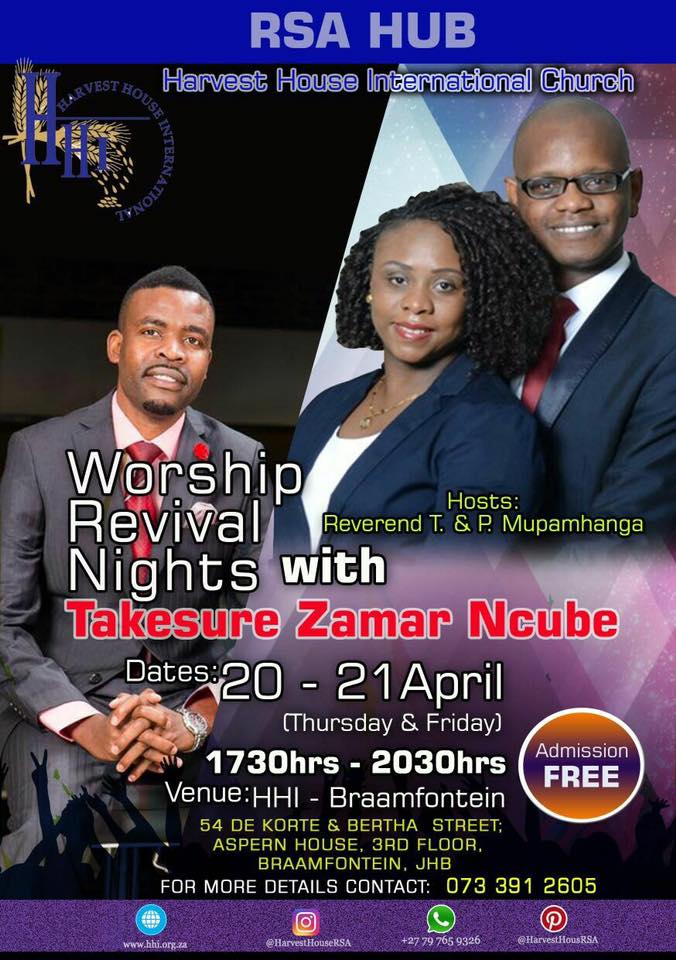 RSA HUB
Harvest House International Church
HHI
HARVEST HOUSE INTERNATIONAL
Hosts:
Reverend T. & P. Mupamhanga
Worship
Revival
Nights with
Takesure Zamar Ncube
Dates: 20 - 21 April
(Thursday & Friday)
1730hrs - 2030hrs
Venue: HHI - Braamfontein
Admission
FREE
54 DE KORTE & BERTHA STREET;
ASPERN HOUSE, 3RD FLOOR,
BRAAMFONTEIN, JHB
FOR MORE DETAILS CONTACT: 073 391 2605
www.hhi.org.za @HarvestHouseRSA +27 79 765 9326 @HarvestHousRSA